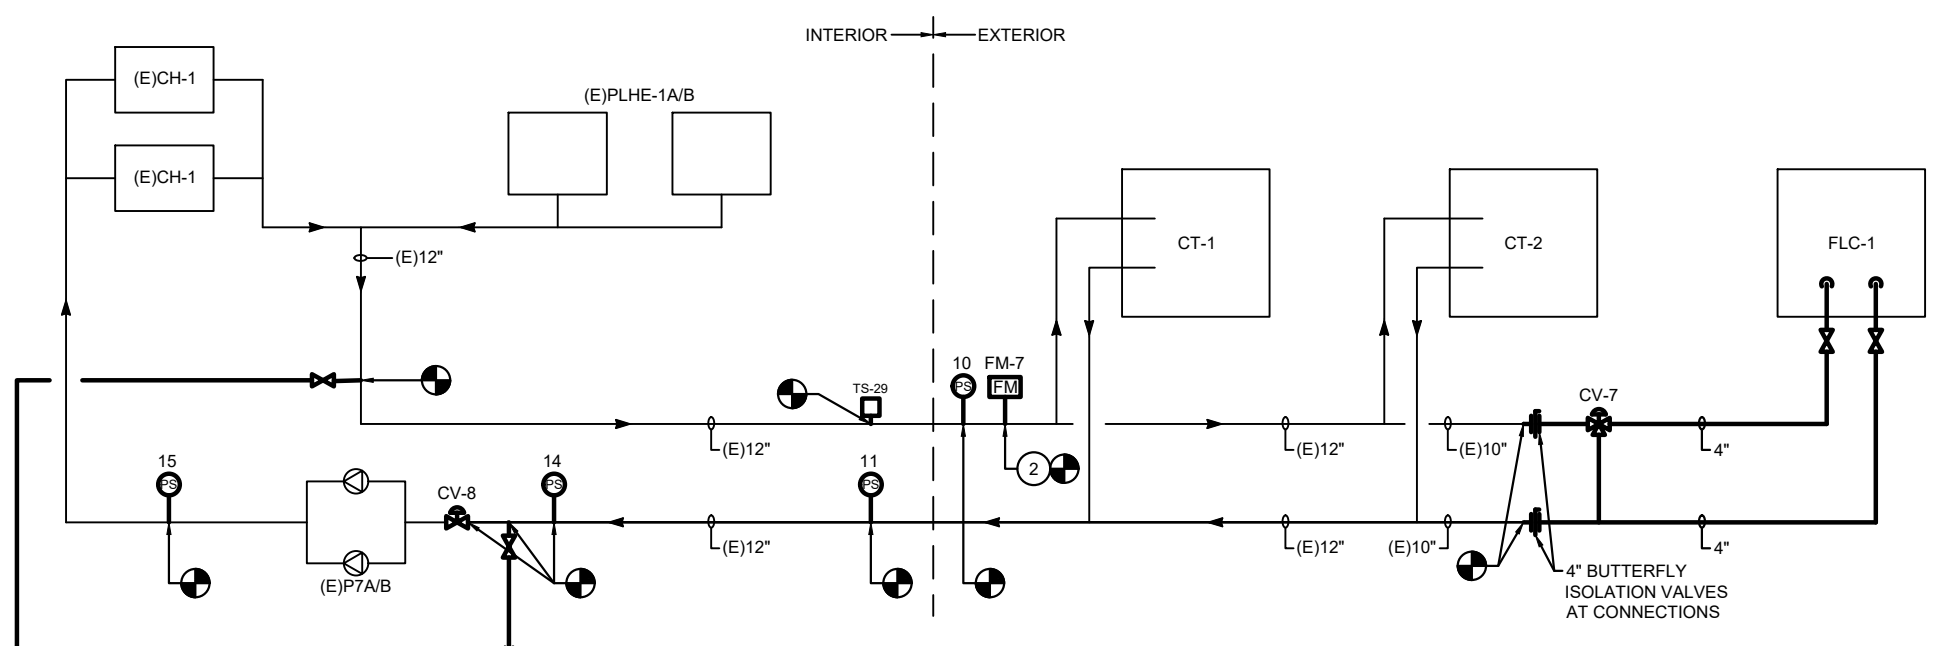 INTERIOR
EXTERIOR
(E)CH-1
(E)PLHE-1A/B
(E)CH-1
CT-1
CT-2
FLC-1
(E)12"
10
FM-7
PS
FM
TS-29
CV-7
(E)12"
(E)12"
(E)10"
4"
15
PS
14
PS
11
PS
2
CV-8
(E)12"
(E)12"
(E)10"
4"
(E)P7A/B
4" BUTTERFLY
ISOLATION VALVES
AT CONNECTIONS